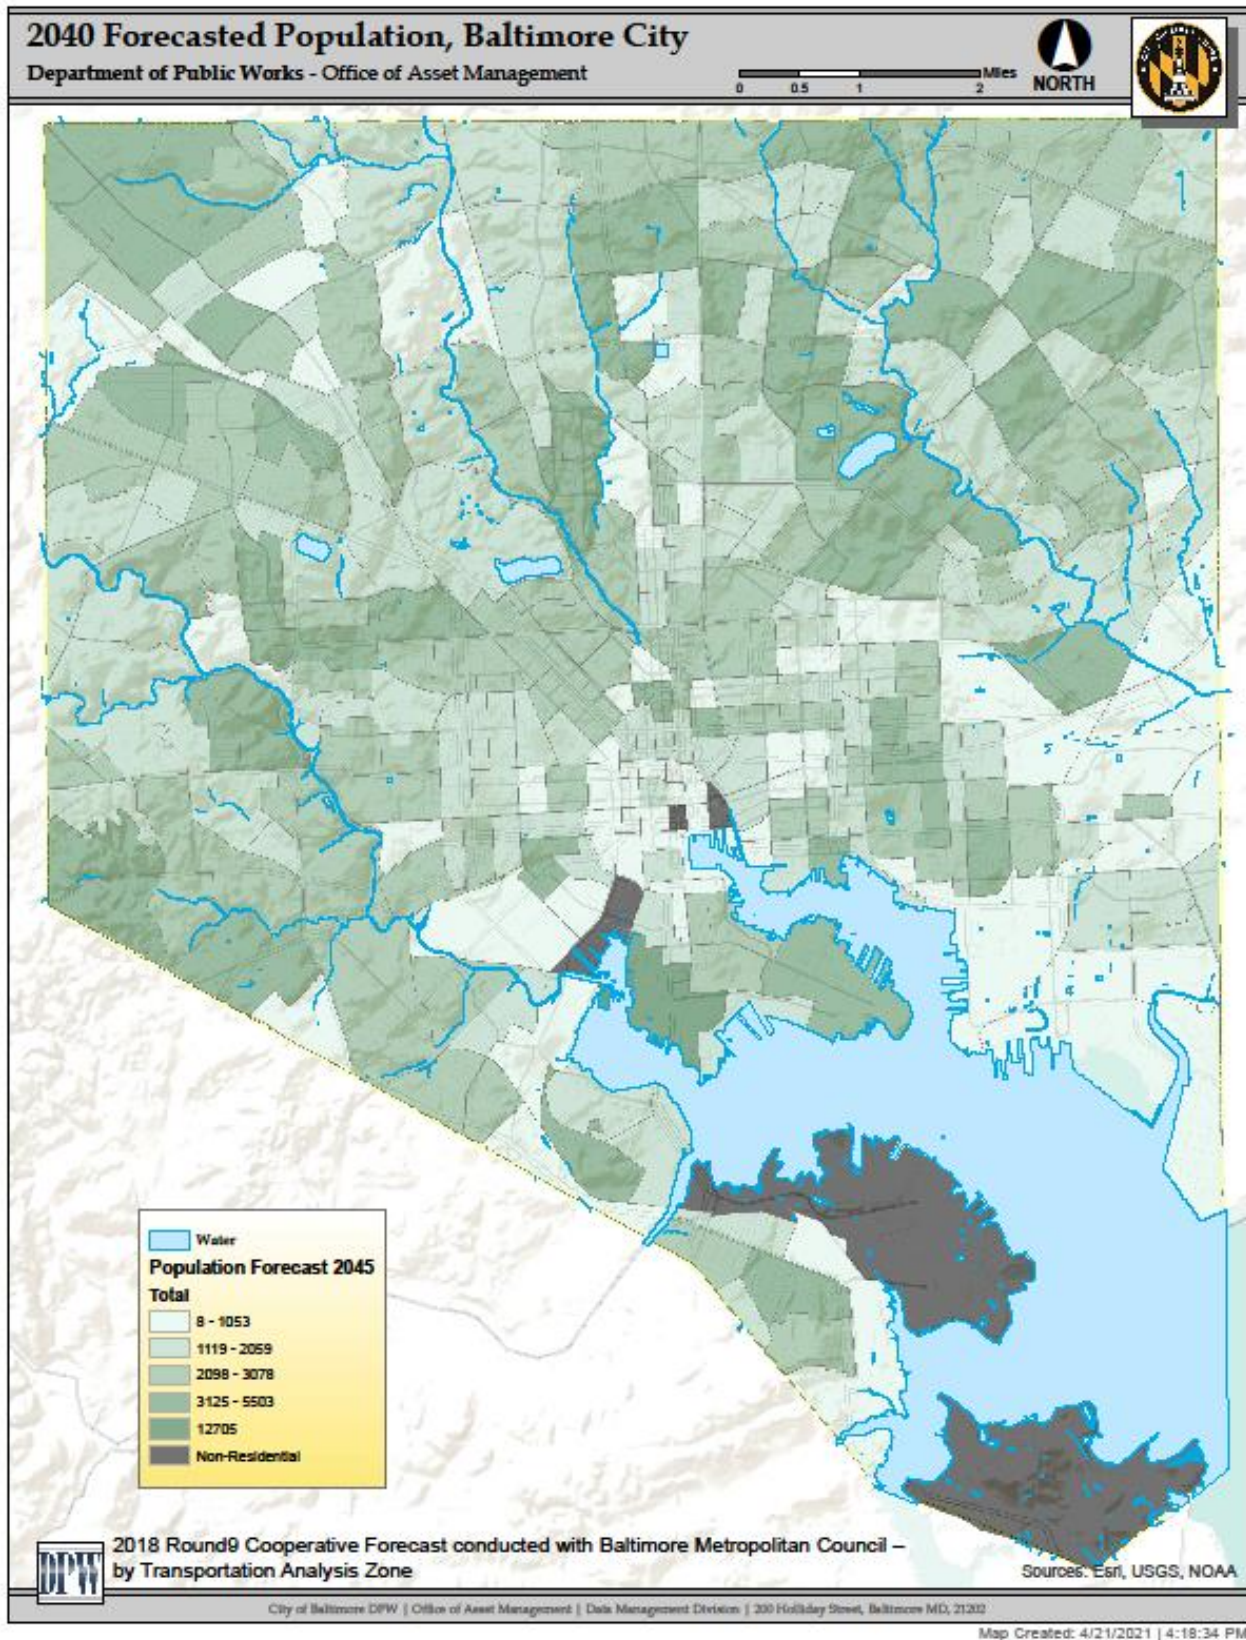 2040 Forecasted Population, Baltimore City
Department of Public Works - Office of Asset Management
0 0.5 1 2 Miles
NORTH
Water
Population Forecast 2045
Total
8 - 1053
1119 - 2059
2098 - 3078
3125 - 5503
12705
Non-Residential
DPW
2018 Round9 Cooperative Forecast conducted with Baltimore Metropolitan Council –
by Transportation Analysis Zone
Sources: Esri, USGS, NOAA
City of Baltimore DPW | Office of Asset Management | Data Management Division | 200 Holliday Street, Baltimore MD, 21202
Map Created: 4/21/2021 | 4:18:34 PM